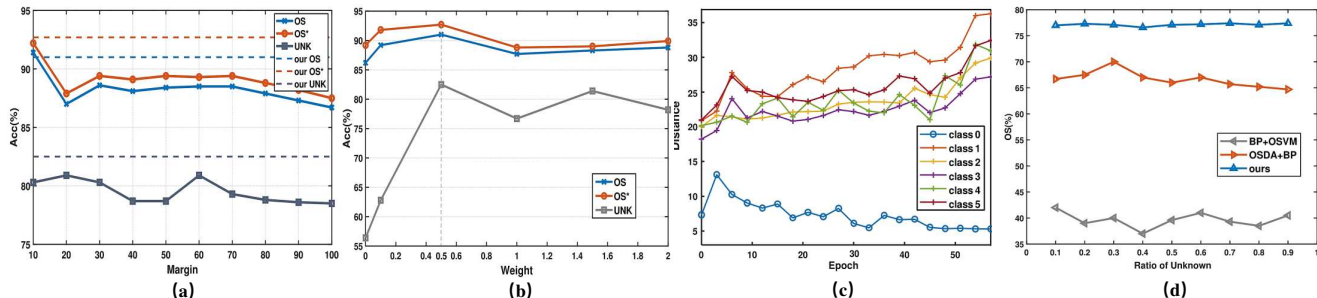 95
90
85
80
75
Acc(%)
10 20 30 40 50 60 70 80 90 100
Margin
OS
OS*
UNK
our OS
our OS*
our UNK
(a)
95
90
85
80
75
70
65
60
55
Acc(%)
0 0.2 0.4 0.5 0.6 0.8 1 1.2 1.4 1.6 1.8 2
Weight
OS
OS*
UNK
(b)
35
30
25
20
15
10
5
Distance
0 10 20 30 40 50
Epoch
class 0
class 1
class 2
class 3
class 4
class 5
(c)
80
75
70
65
60
55
50
45
40
35
OS(%)
0 0.1 0.2 0.3 0.4 0.5 0.6 0.7 0.8 0.9 1
Ratio of Unknown
BP+OSVM
OSDA+BP
ours
(d)